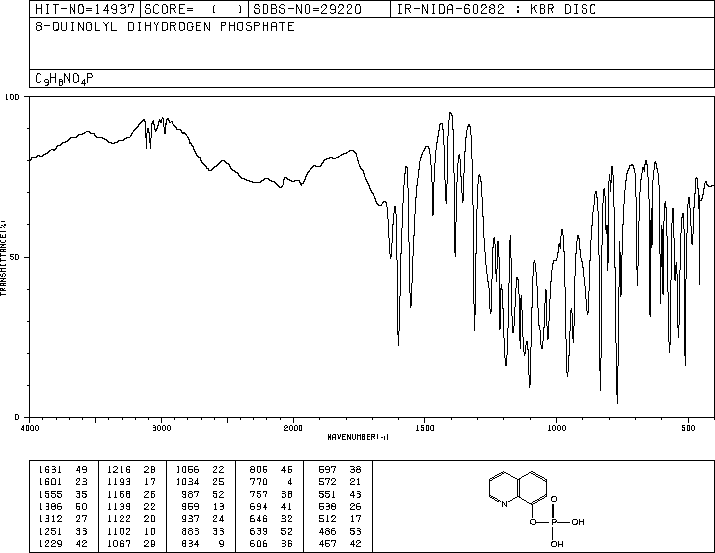 HIT-NO=14937 SCORE= ( ) SDBS-NO=29220 IR-NIDA-60282 : KBR DISC
8-QUINOLYL DIHYDROGEN PHOSPHATE
C9H8NO4P
100
50
0
TRANSMITTANCE(%)
4000 3000 2000 1500 1000 500
WAVENUMBER(-1)
1631 49 1216 28 1066 22 806 46 597 38
1601 23 1193 17 1034 25 770 4 572 21
1555 35 1168 26 987 52 757 38 551 43
1386 60 1139 22 959 13 694 41 538 26
1312 27 1122 20 937 24 646 32 512 17
1251 33 1102 10 883 33 639 52 486 53
1229 42 1067 29 834 9 606 36 457 42
N
O
O
P
OH
OH